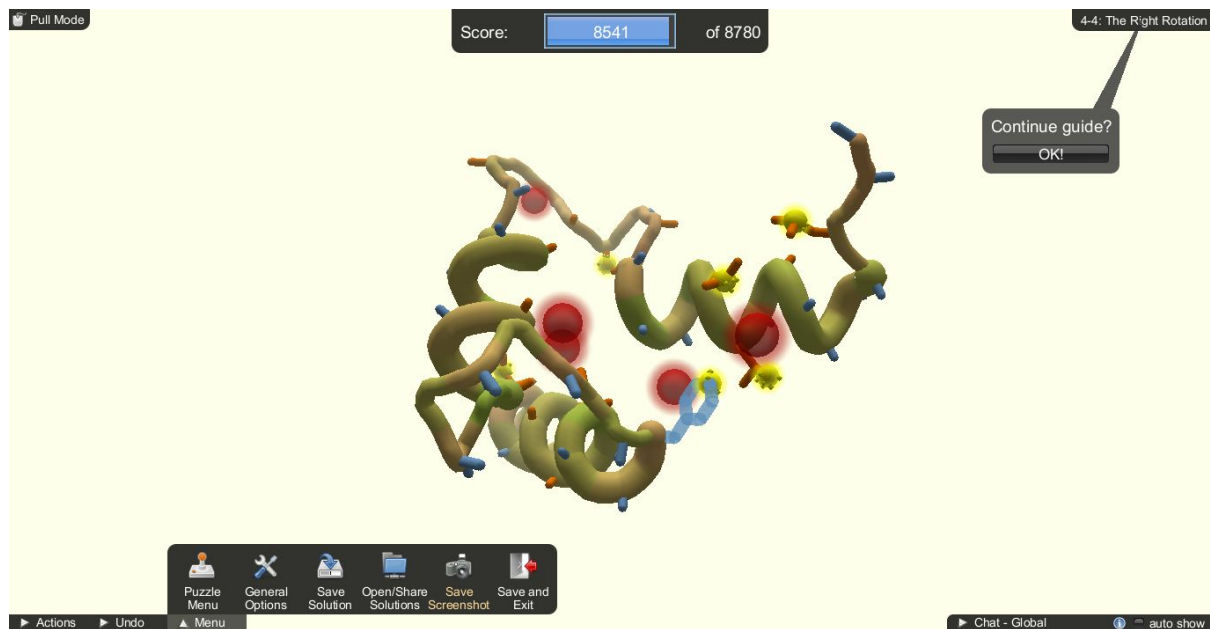 Pull Mode
Score: 8541 of 8780
4-4: The Right Rotation
Continue guide?
OK!
Puzzle Menu
General Options
Save Solution
Open/Share Solutions
Save Screenshot
Save and Exit
Actions
Undo
Menu
Chat - Global
auto show